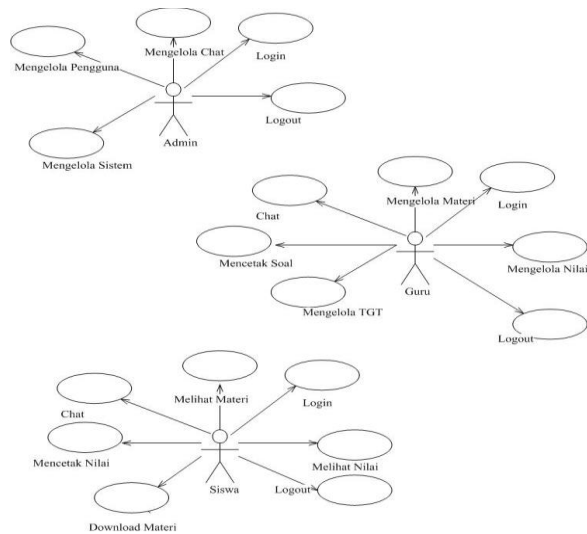 Mengelola Chat
Login
Mengelola Pengguna
Logout
Admin
Mengelola Sistem
Mengelola Materi
Login
Chat
Mencetak Soal
Mengelola Nilai
Guru
Mengelola TGT
Logout
Melihat Materi
Login
Chat
Mencetak Nilai
Melihat Nilai
Siswa
Logout
Download Materi